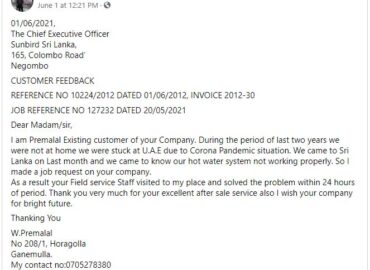 June 1 at 12:21 PM ·
01/06/2021,
The Chief Executive Officer
Sunbird Sri Lanka,
165, Colombo Road'
Negombo
CUSTOMER FEEDBACK
REFERENCE NO 10224/2012 DATED 01/06/2012, INVOICE 2012-30
JOB REFERENCE NO 127232 DATED 20/05/2021
Dear Madam/sir,
I am Premalal Existing customer of your Company. During the period of last two years we were
not at home we were stuck at U.A.E due to Corona Pandemic situation. We came to Sri
Lanka on Last month and we came to know our hot water system not working properly. So I
made a job request on your company.
As a result your Field service Staff visited to my place and solved the problem within 24 hours
of period. Thank you very much for your excellent after sale service also I wish your company
for bright future.
Thanking You
W.Premalal
No 208/1, Horagolla
Ganemulla.
My contact no:0705278380